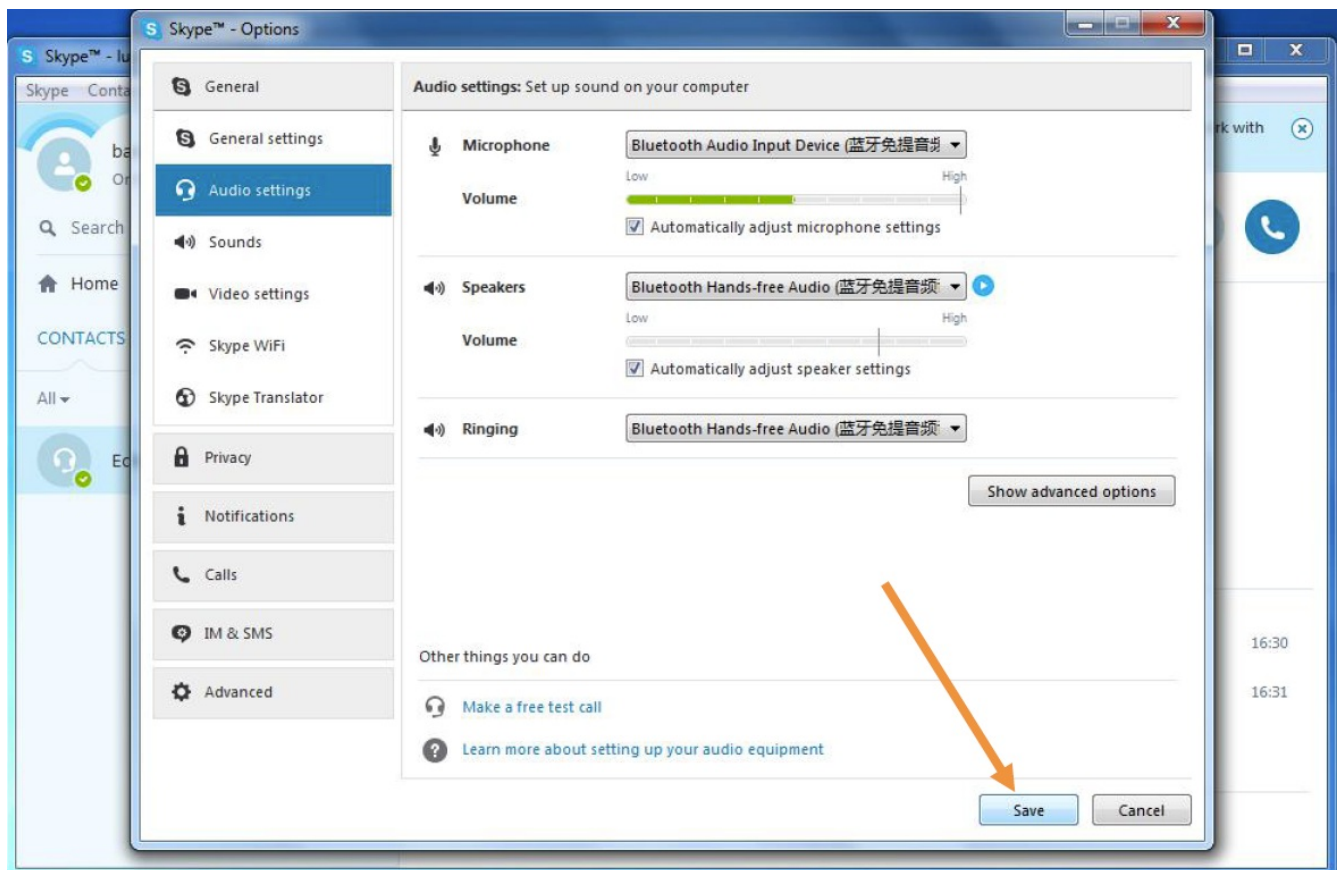 Skype™ - Options
Skype™ - lu
Skype Conta
ba
On
Search
Home
CONTACTS
All
Ec
rk with
16:30
16:31
General
General settings
Audio settings
Sounds
Video settings
Skype WiFi
Skype Translator
Privacy
Notifications
Calls
IM & SMS
Advanced
Audio settings: Set up sound on your computer
Microphone
Bluetooth Audio Input Device (蓝牙免提音频
Low High
Volume
Automatically adjust microphone settings
Speakers
Bluetooth Hands-free Audio (蓝牙免提音频
Low High
Volume
Automatically adjust speaker settings
Ringing
Bluetooth Hands-free Audio (蓝牙免提音频
Show advanced options
Other things you can do
Make a free test call
Learn more about setting up your audio equipment
Save Cancel